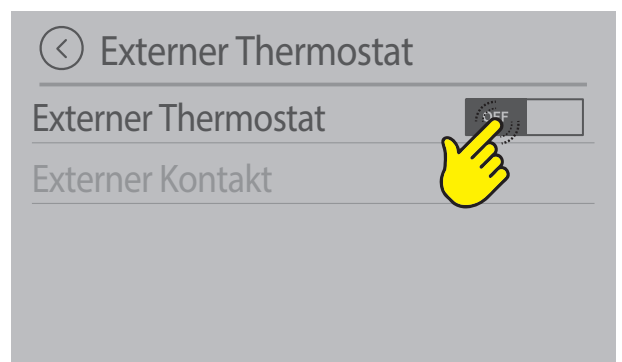 Externer Thermostat
Externer Thermostat OFF
Externer Kontakt